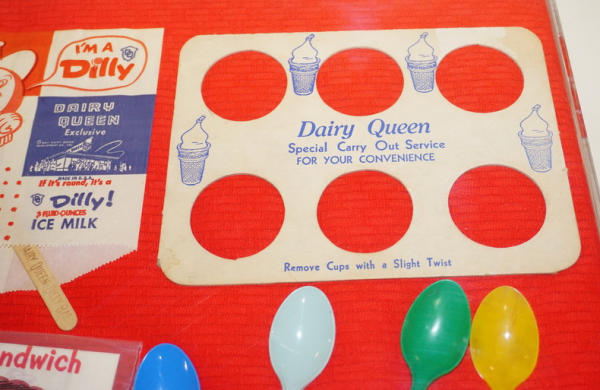 I'M A
Dilly
DAIRY
QUEEN
Exclusive
MADE IN U.S.A.
If it's round, it's a
Dilly!
3 FLUID OUNCES
ICE MILK
Dairy Queen
Special Carry Out Service
FOR YOUR CONVENIENCE
Remove Cups with a Slight Twist
ndwich